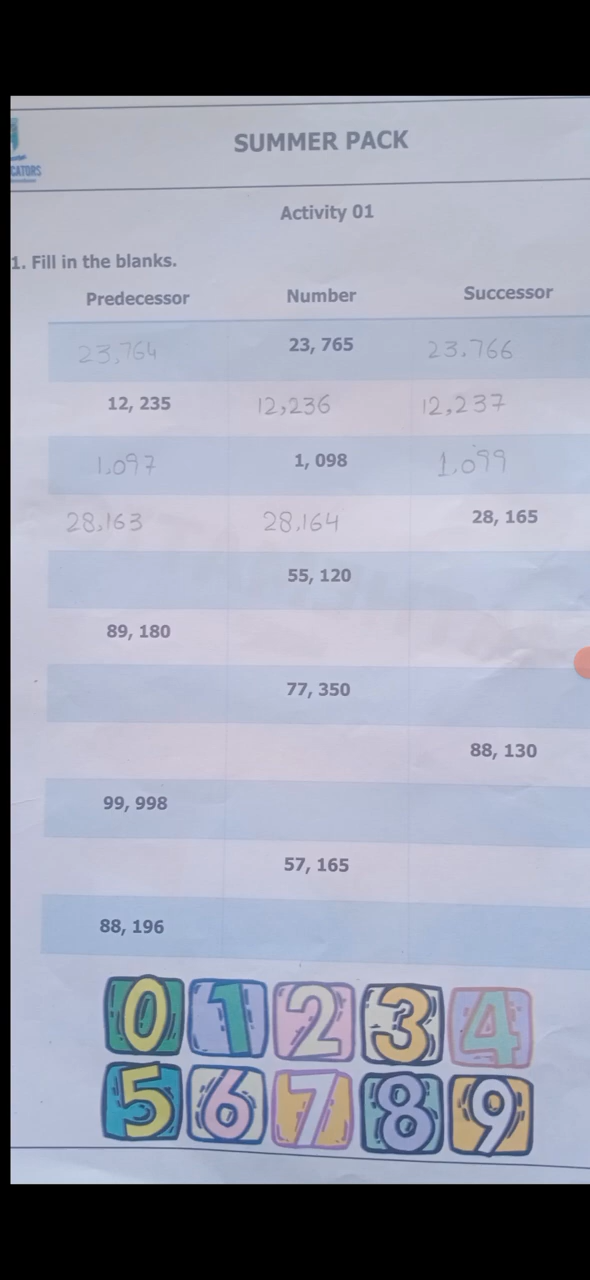 CATORS
SUMMER PACK
Activity 01
1. Fill in the blanks.
Predecessor Number Successor
23,764 23, 765 23.766
12, 235 12,236 12,237
1.097 1, 098 1.099
28,163 28,164 28, 165
55, 120
89, 180
77, 350
88, 130
99, 998
57, 165
88, 196
0 1 2 3 4
5 6 7 8 9